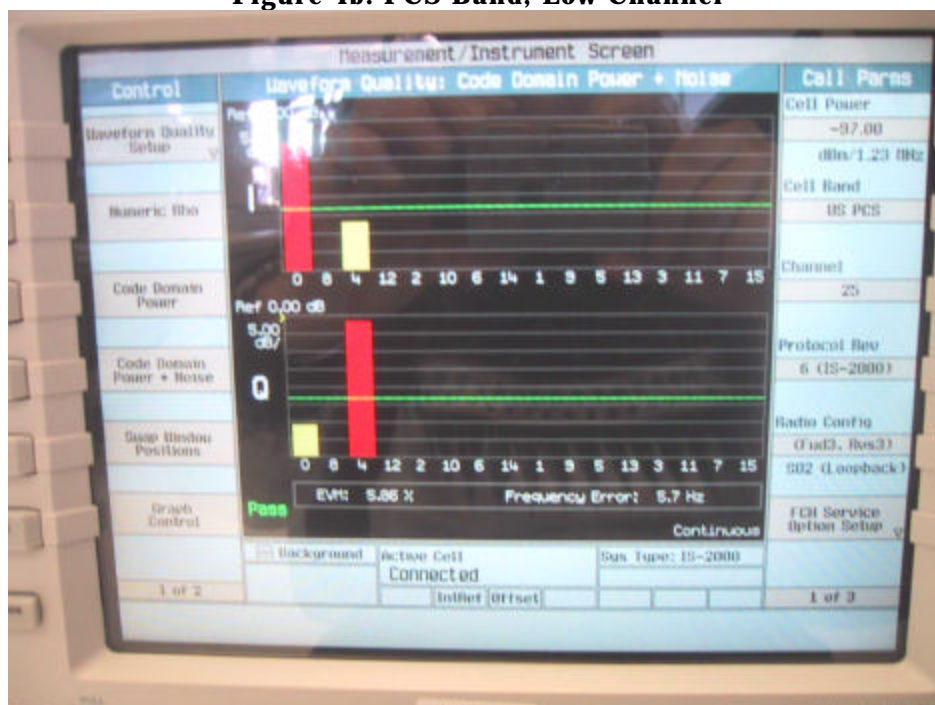 Figure 4b: PCS Band, Low Channel
Measurement/Instrument Screen
Control
Waveform Quality: Code Domain Power + Noise
Call Parms
Waveform Quality
Setup
Numeric Rho
Code Domain
Power
Code Domain
Power + Noise
Swap Window
Positions
Graph
Control
1 of 2
I
0 8 4 12 2 10 6 14 1 9 5 13 3 11 7 15
Ref 0.00 dB
5.00
dB/
Q
0 8 4 12 2 10 6 14 1 9 5 13 3 11 7 15
EVM: 5.86 % Frequency Error: 5.7 Hz
Pass
Continuous
Background
Active Cell
Connected
Sys Type: IS-2000
IntRef Offset
Cell Power
-97.00
dBm/1.23 MHz
Cell Band
US PCS
Channel
25
Protocol Rev
6 (IS-2000)
Radio Config
(Fwd3, Rvs3)
SO2 (Loopback)
FCH Service
Option Setup
1 of 3